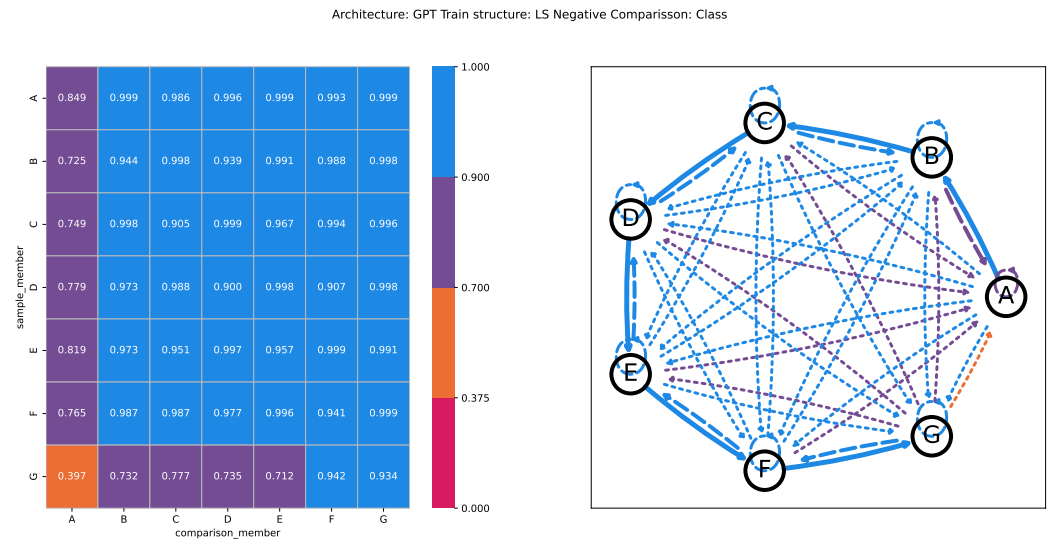 Architecture: GPT Train structure: LS Negative Comparisson: Class
sample_member
A 0.849 0.999 0.986 0.996 0.999 0.993 0.999
B 0.725 0.944 0.998 0.939 0.991 0.988 0.998
C 0.749 0.998 0.905 0.999 0.967 0.994 0.996
D 0.779 0.973 0.988 0.900 0.998 0.907 0.998
E 0.819 0.973 0.951 0.997 0.957 0.999 0.991
F 0.765 0.987 0.987 0.977 0.996 0.941 0.999
G 0.397 0.732 0.777 0.735 0.712 0.942 0.934
A B C D E F G
comparison_member
1.000
0.900
0.700
0.375
0.000
C
B
D
A
E
G
F